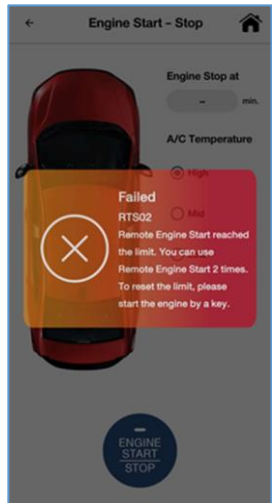 Engine Start – Stop
Engine Stop at
– min.
A/C Temperature
High
Failed
RTS02
Mid
Remote Engine Start reached
the limit. You can use
Remote Engine Start 2 times.
To reset the limit, please
start the engine by a key.
ENGINE
START
STOP